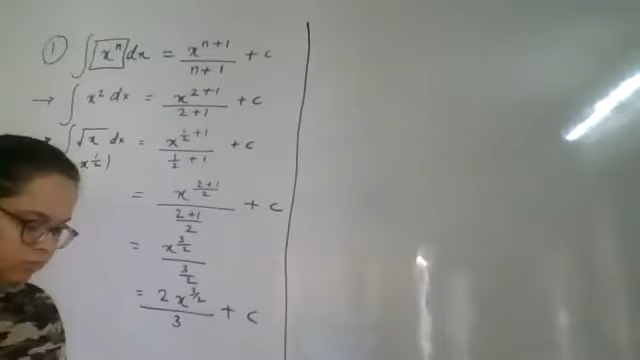 ① ∫ x^n dx = x^(n+1)/(n+1) + c
→ ∫ x² dx = x^(2+1)/(2+1) + c
∫ √x dx = x^(1/2 + 1)/(1/2 + 1) + c
x^(1/2))
= x^((2+1)/2)/((2+1)/2) + c
= x^(3/2)/(3/2)
= 2x^(3/2)/3 + c